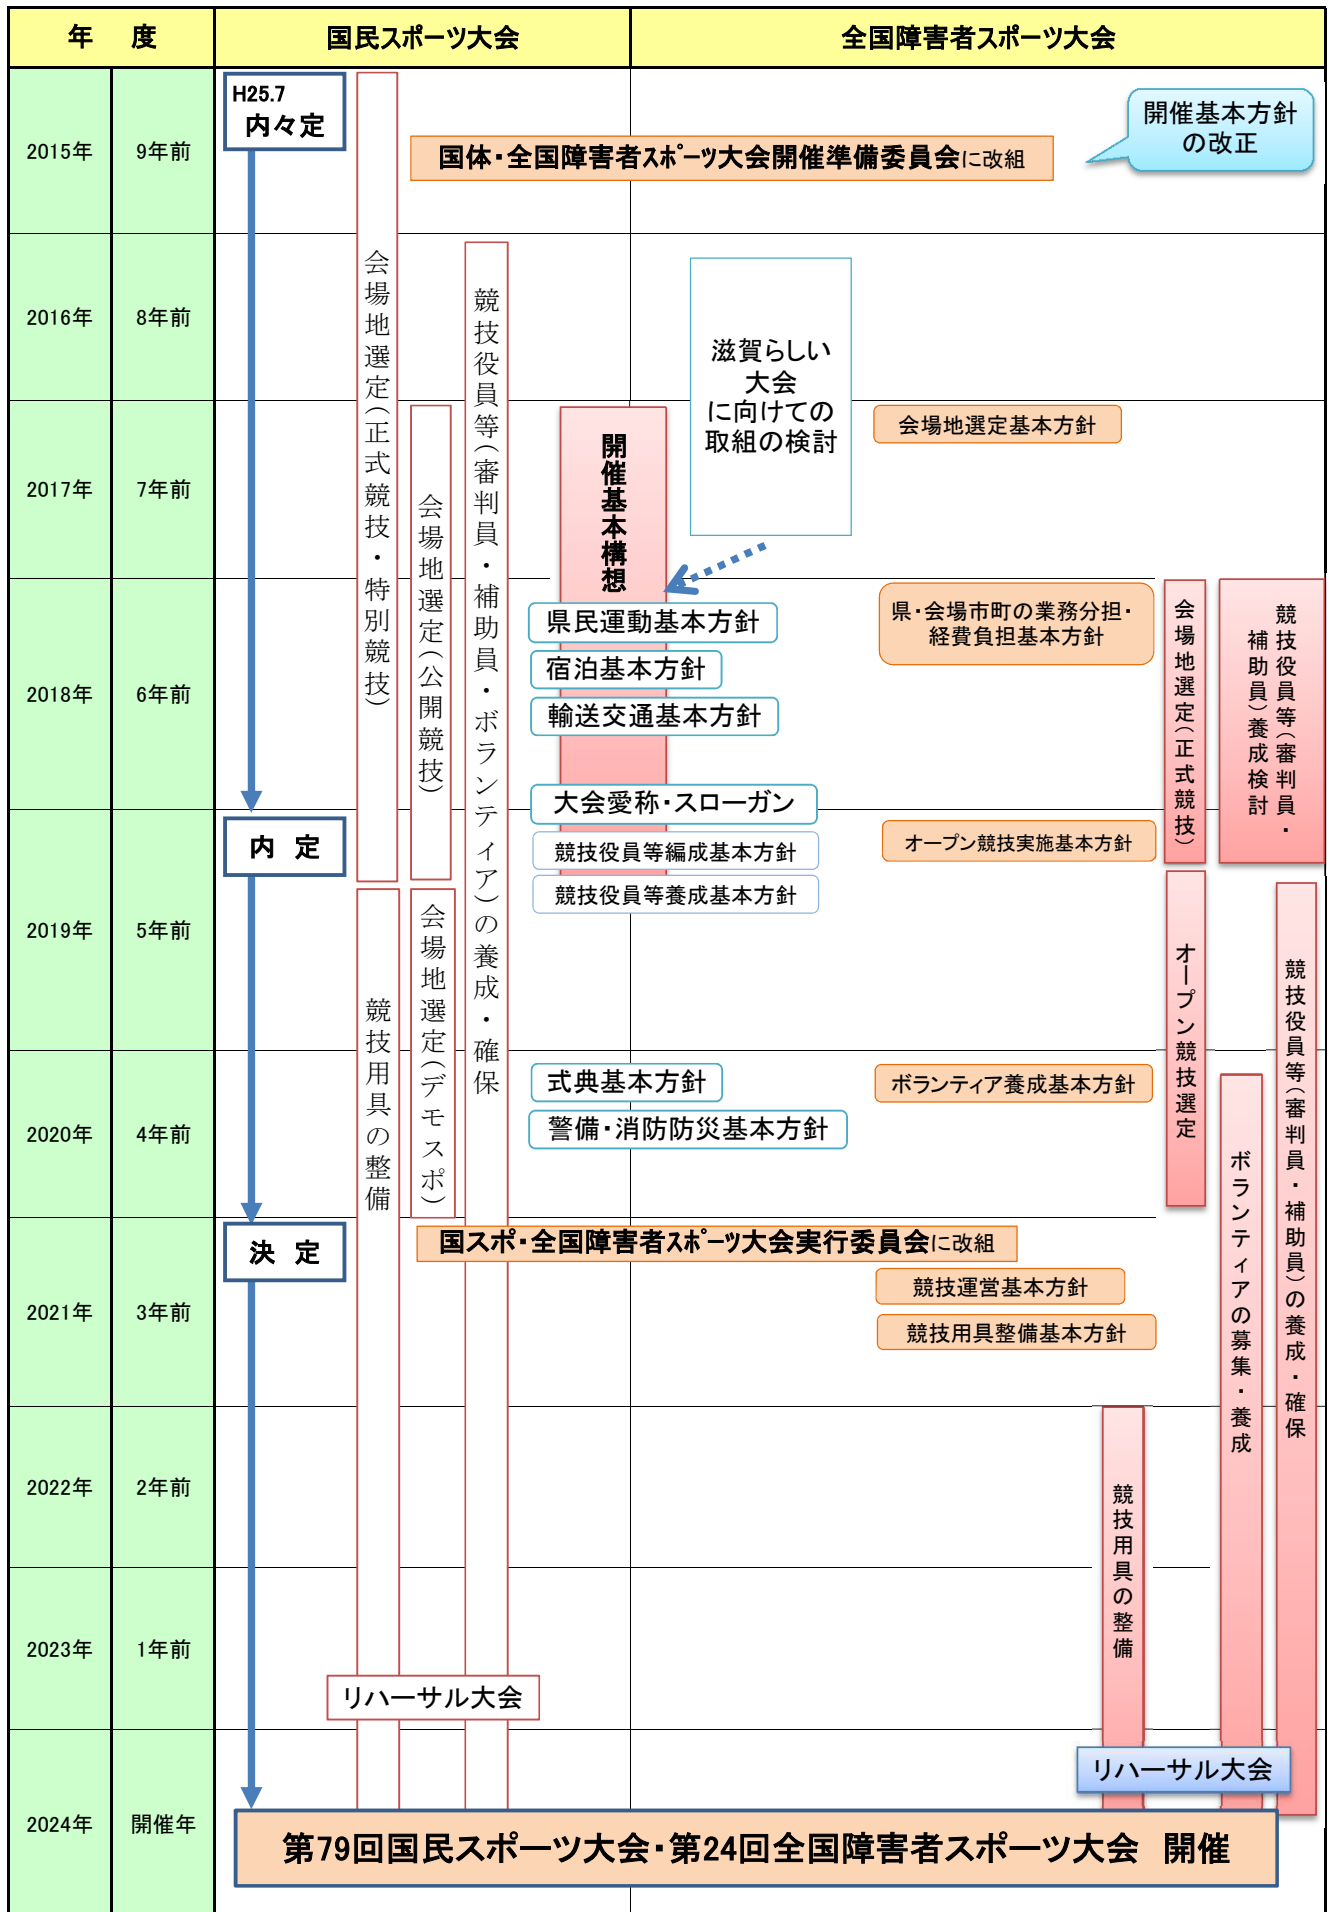 年 度
国民スポーツ大会
全国障害者スポーツ大会
2015年
9年前
H25.7
内々定
国体・全国障害者スポーツ大会開催準備委員会に改組
開催基本方針
の改正
会場地選定(正式競技・特別競技)
2016年
8年前
競技役員等(審判員・補助員・ボランティア)の養成・確保
滋賀らしい
大会
に向けての
取組の検討
2017年
7年前
会場地選定(公開競技)
開催基本構想
会場地選定基本方針
2018年
6年前
県民運動基本方針
宿泊基本方針
輸送交通基本方針
大会愛称・スローガン
県・会場市町の業務分担・
経費負担基本方針
会場地選定(正式競技)
競技役員等(審判員・
補助員)養成検討
2019年
5年前
内 定
競技役員等編成基本方針
競技役員等養成基本方針
オープン競技実施基本方針
競技用具の整備
会場地選定(デモスポ)
オープン競技選定
競技役員等(審判員・補助員)の養成・確保
2020年
4年前
式典基本方針
警備・消防防災基本方針
ボランティア養成基本方針
ボランティアの募集・養成
2021年
3年前
決 定
国スポ・全国障害者スポーツ大会実行委員会に改組
競技運営基本方針
競技用具整備基本方針
2022年
2年前
競技用具の整備
2023年
1年前
リハーサル大会
2024年
開催年
リハーサル大会
第79回国民スポーツ大会・第24回全国障害者スポーツ大会 開催